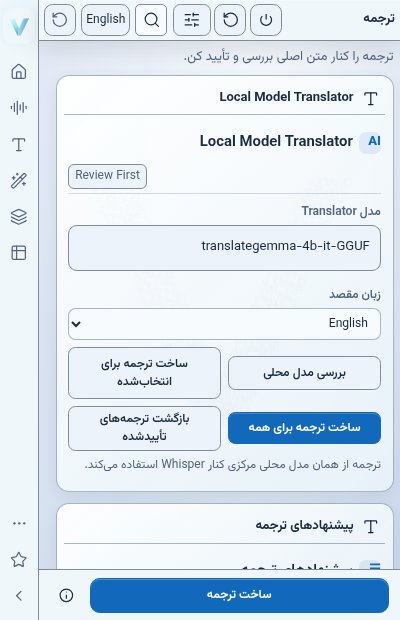 ترجمه
English
ترجمه را کنار متن اصلی بررسی و تأیید کن.
Local Model Translator
Local Model Translator
AI
Review First
مدل Translator
translategemma-4b-it-GGUF
زبان مقصد
English
بررسی مدل محلی
ساخت ترجمه برای
انتخاب‌شده
ساخت ترجمه برای همه
بازگشت ترجمه‌های
تأییدشده
ترجمه از همان مدل محلی مرکزی کنار Whisper استفاده می‌کند.
پیشنهادهای ترجمه
پیشنهادهای ترجمه
ساخت ترجمه